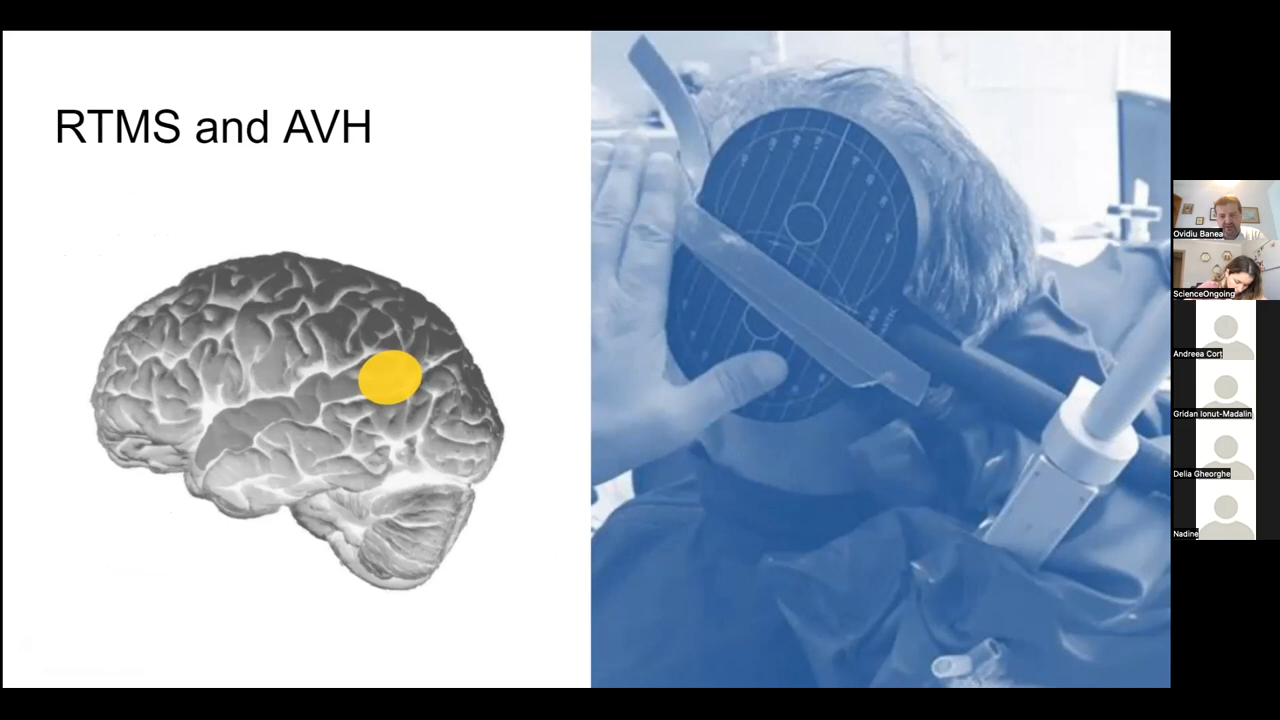 RTMS and AVH
Ovidiu Banea
ScienceOngoing
Andreea Cort
Gridan Ionut-Madalin
Delia Gheorghe
Nadine